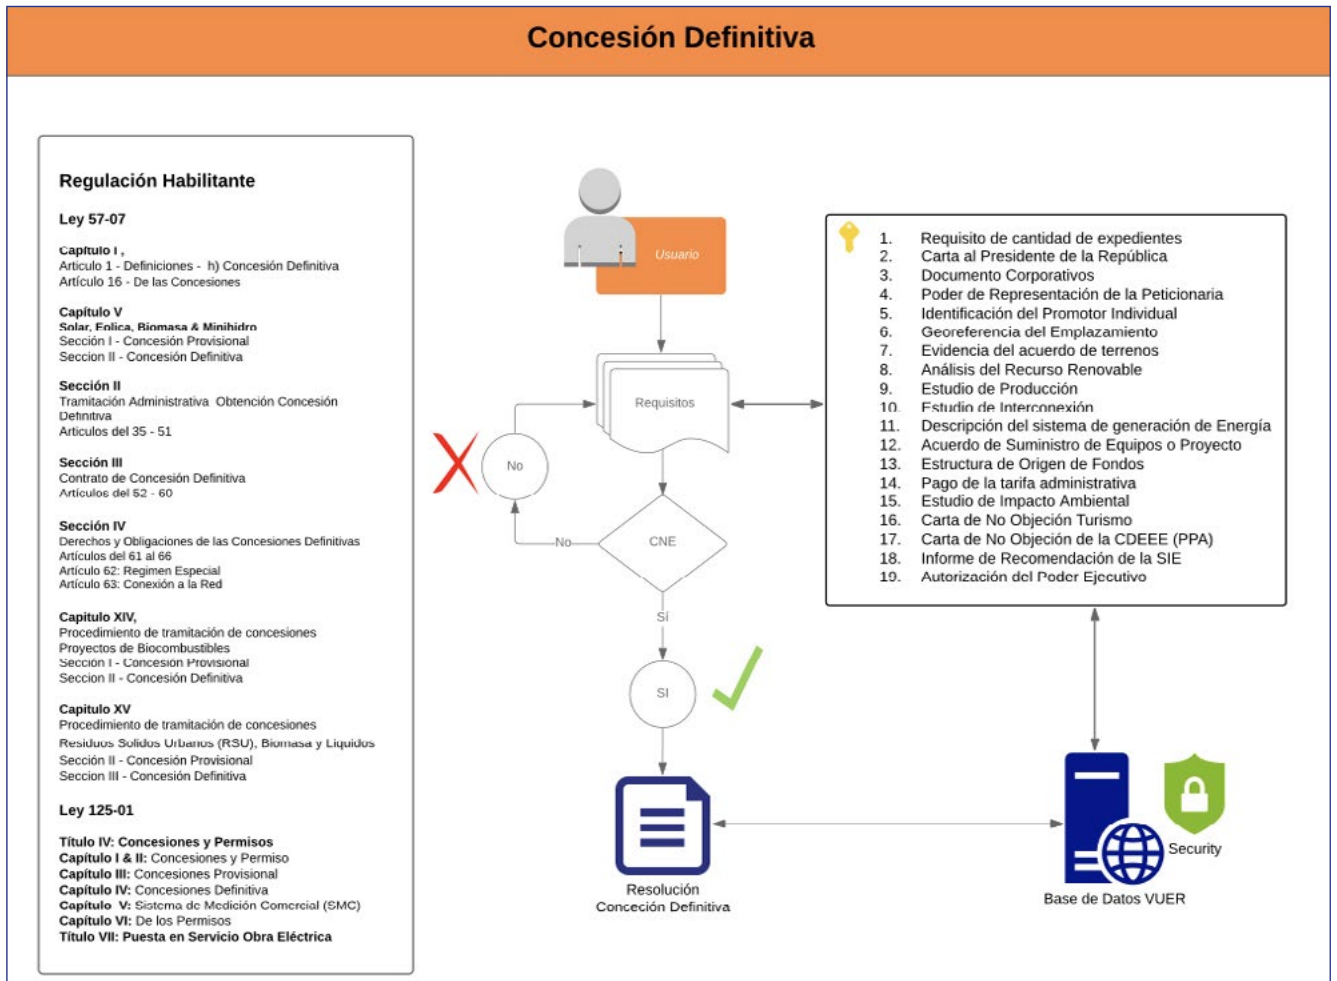 Concesión Definitiva
Regulación Habilitante
Ley 57-07
Capítulo I ,
Articulo 1 - Definiciones - h) Concesión Definitiva
Artículo 16 - De las Concesiones
Capítulo V
Solar, Eolica, Biomasa & Minihidro
Sección I - Concesión Provisional
Seccion II - Concesión Definitiva
Sección II
Tramitación Administrativa Obtención Concesión
Definitiva
Articulos del 35 - 51
Sección III
Contrato de Concesión Definitiva
Artículos del 52 - 60
Sección IV
Derechos y Obligaciones de las Concesiones Definitivas
Artículos del 61 al 66
Artículo 62: Regimen Especial
Artículo 63: Conexión a la Red
Capitulo XIV,
Procedimiento de tramitación de concesiones
Proyectos de Biocombustibles
Sección I - Concesión Provisional
Seccion II - Concesión Definitiva
Capitulo XV
Procedimiento de tramitación de concesiones
Residuos Solidos Urbanos (RSU), Biomasa y Liquidos
Sección II - Concesión Provisional
Seccion III - Concesión Definitiva
Ley 125-01
Título IV: Concesiones y Permisos
Capítulo I & II: Concesiones y Permiso
Capítulo III: Concesiones Provisional
Capítulo IV: Concesiones Definitiva
Capítulo V: Sistema de Medición Comercial (SMC)
Capítulo VI: De los Permisos
Título VII: Puesta en Servicio Obra Eléctrica
Usuario
Requisitos
No
No
CNE
Sí
SI
Resolución
Conceción Definitiva
1. Requisito de cantidad de expedientes
2. Carta al Presidente de la República
3. Documento Corporativos
4. Poder de Representación de la Peticionaria
5. Identificación del Promotor Individual
6. Georeferencia del Emplazamiento
7. Evidencia del acuerdo de terrenos
8. Análisis del Recurso Renovable
9. Estudio de Producción
10. Estudio de Interconexión
11. Descripción del sistema de generación de Energía
12. Acuerdo de Suministro de Equipos o Proyecto
13. Estructura de Origen de Fondos
14. Pago de la tarifa administrativa
15. Estudio de Impacto Ambiental
16. Carta de No Objeción Turismo
17. Carta de No Objeción de la CDEEE (PPA)
18. Informe de Recomendación de la SIE
19. Autorización del Poder Ejecutivo
Security
Base de Datos VUER